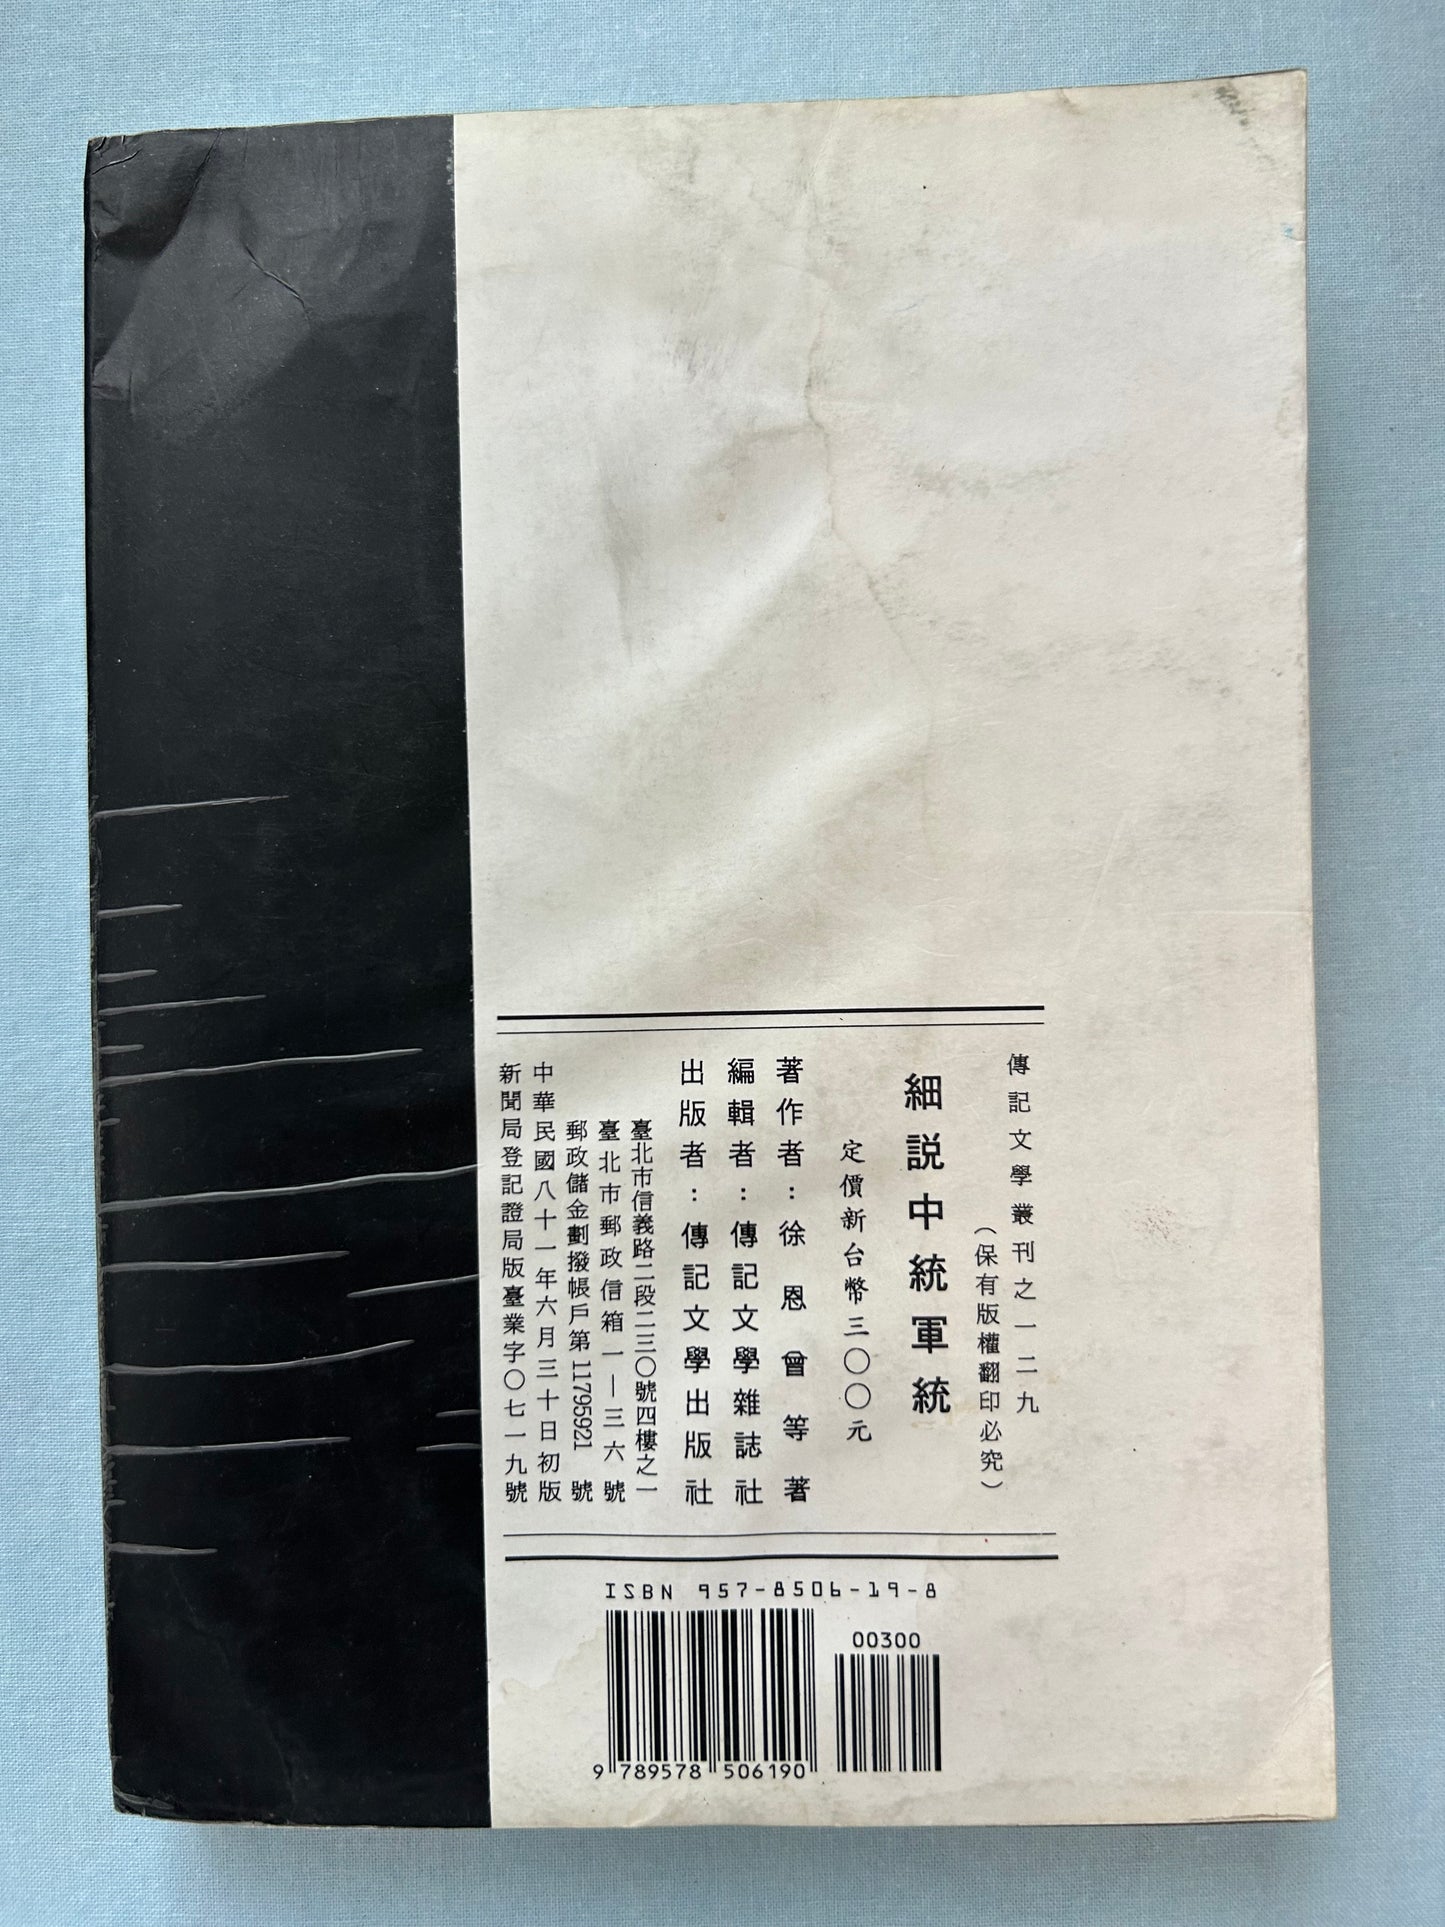 傳記文學叢刊之一二九
（保有版權翻印必究）
細説中統軍統
定價新台幣三〇〇元
著作者：徐恩曾等著
編輯者：傳記文學雜誌社
出版者：傳記文學出版社
臺北市信義路二段二三〇號四樓之一
臺北市郵政信箱一—三六號
郵政儲金劃撥帳戶第11795921號
中華民國八十一年六月三十日初版
新聞局登記證局版臺業字〇七一九號
ISBN 957-8506-19-8
00300
9 789578 506190